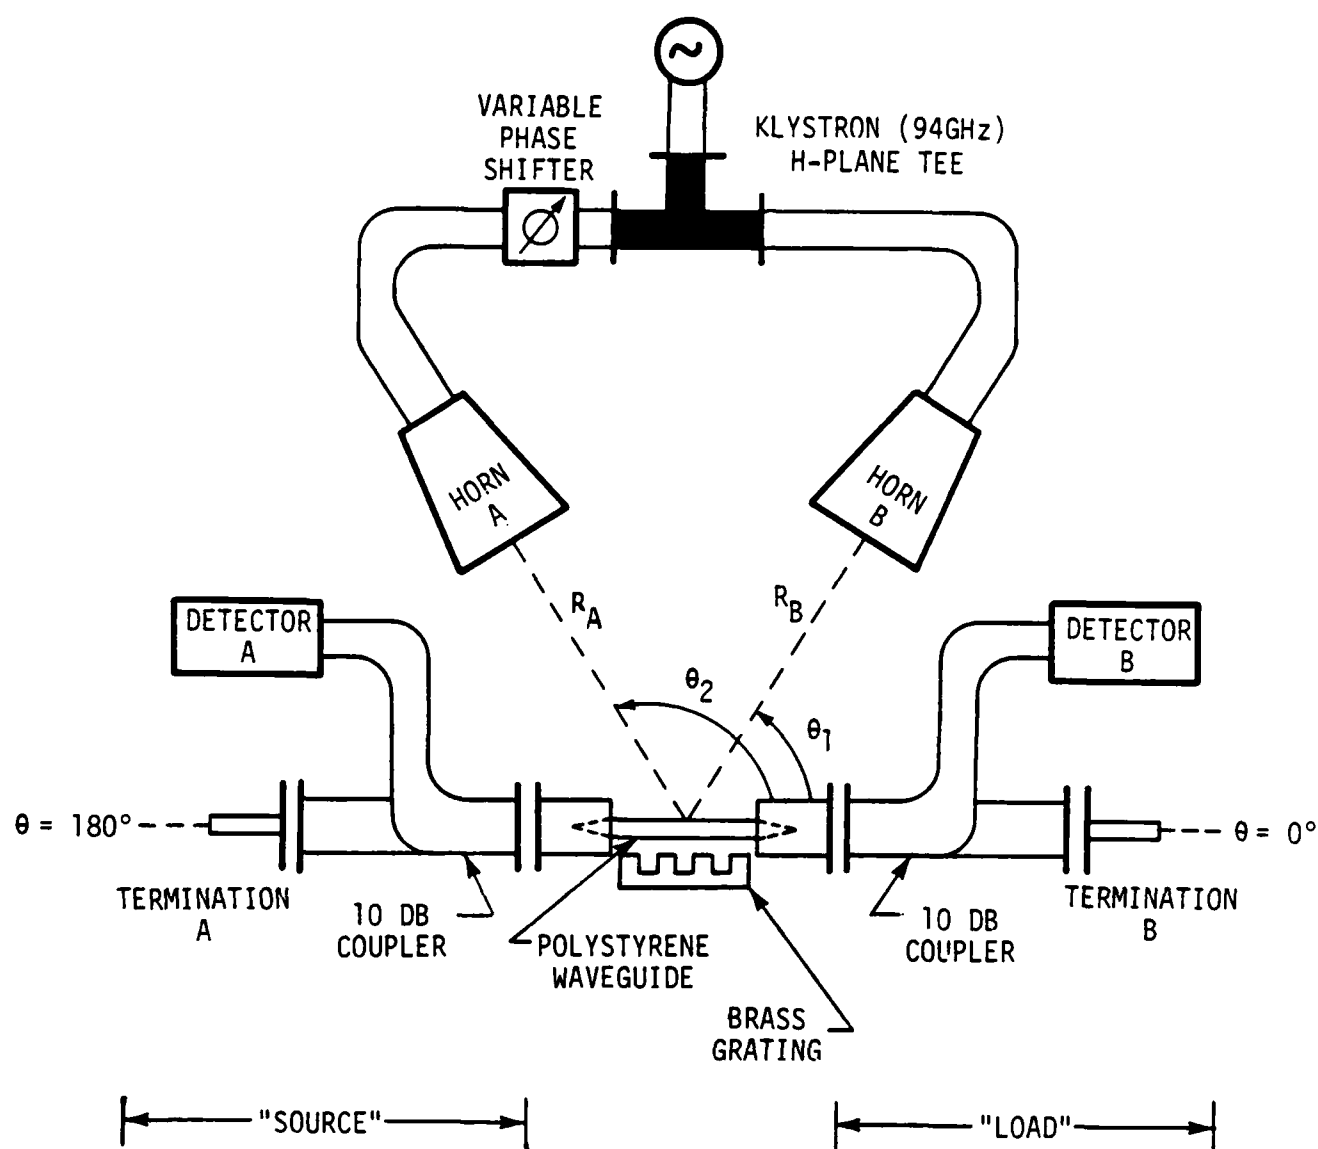 VARIABLE
PHASE
SHIFTER
KLYSTRON (94GHz)
H-PLANE TEE
HORN
A
HORN
B
R_A
R_B
DETECTOR
A
DETECTOR
B
θ2
θ1
θ = 180°
θ = 0°
TERMINATION
A
10 DB
COUPLER
POLYSTYRENE
WAVEGUIDE
10 DB
COUPLER
TERMINATION
B
BRASS
GRATING
"SOURCE"
"LOAD"